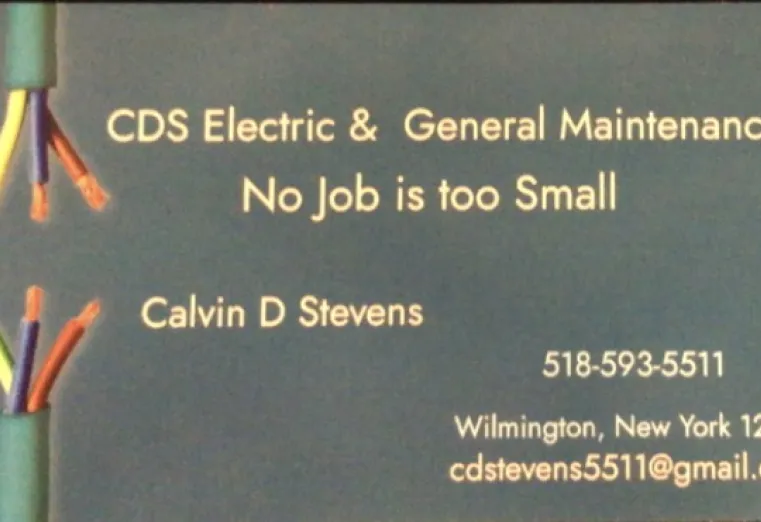 CDS Electric & General Maintenanc
No Job is too Small
Calvin D Stevens
518-593-5511
Wilmington, New York 12
cdstevens5511@gmail.